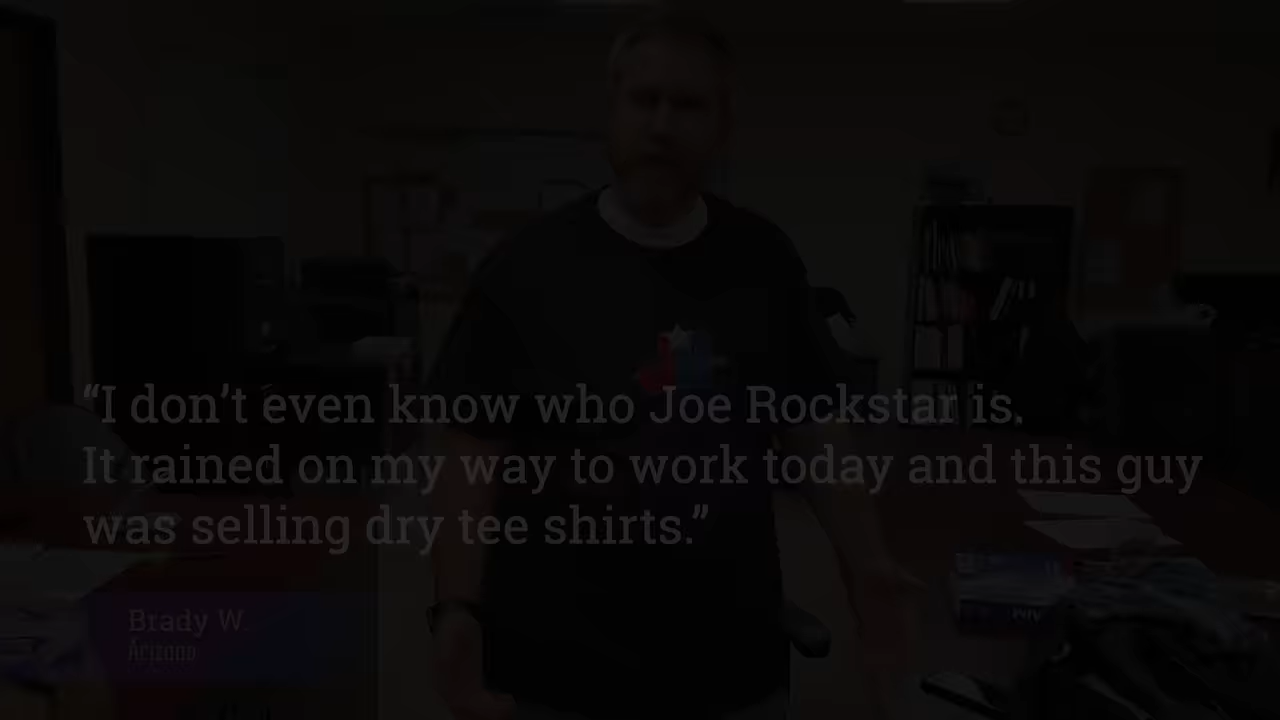 “I don’t even know who Joe Rockstar is.
It rained on my way to work today and this guy
was selling dry tee shirts.”
Brady W.
Arizona